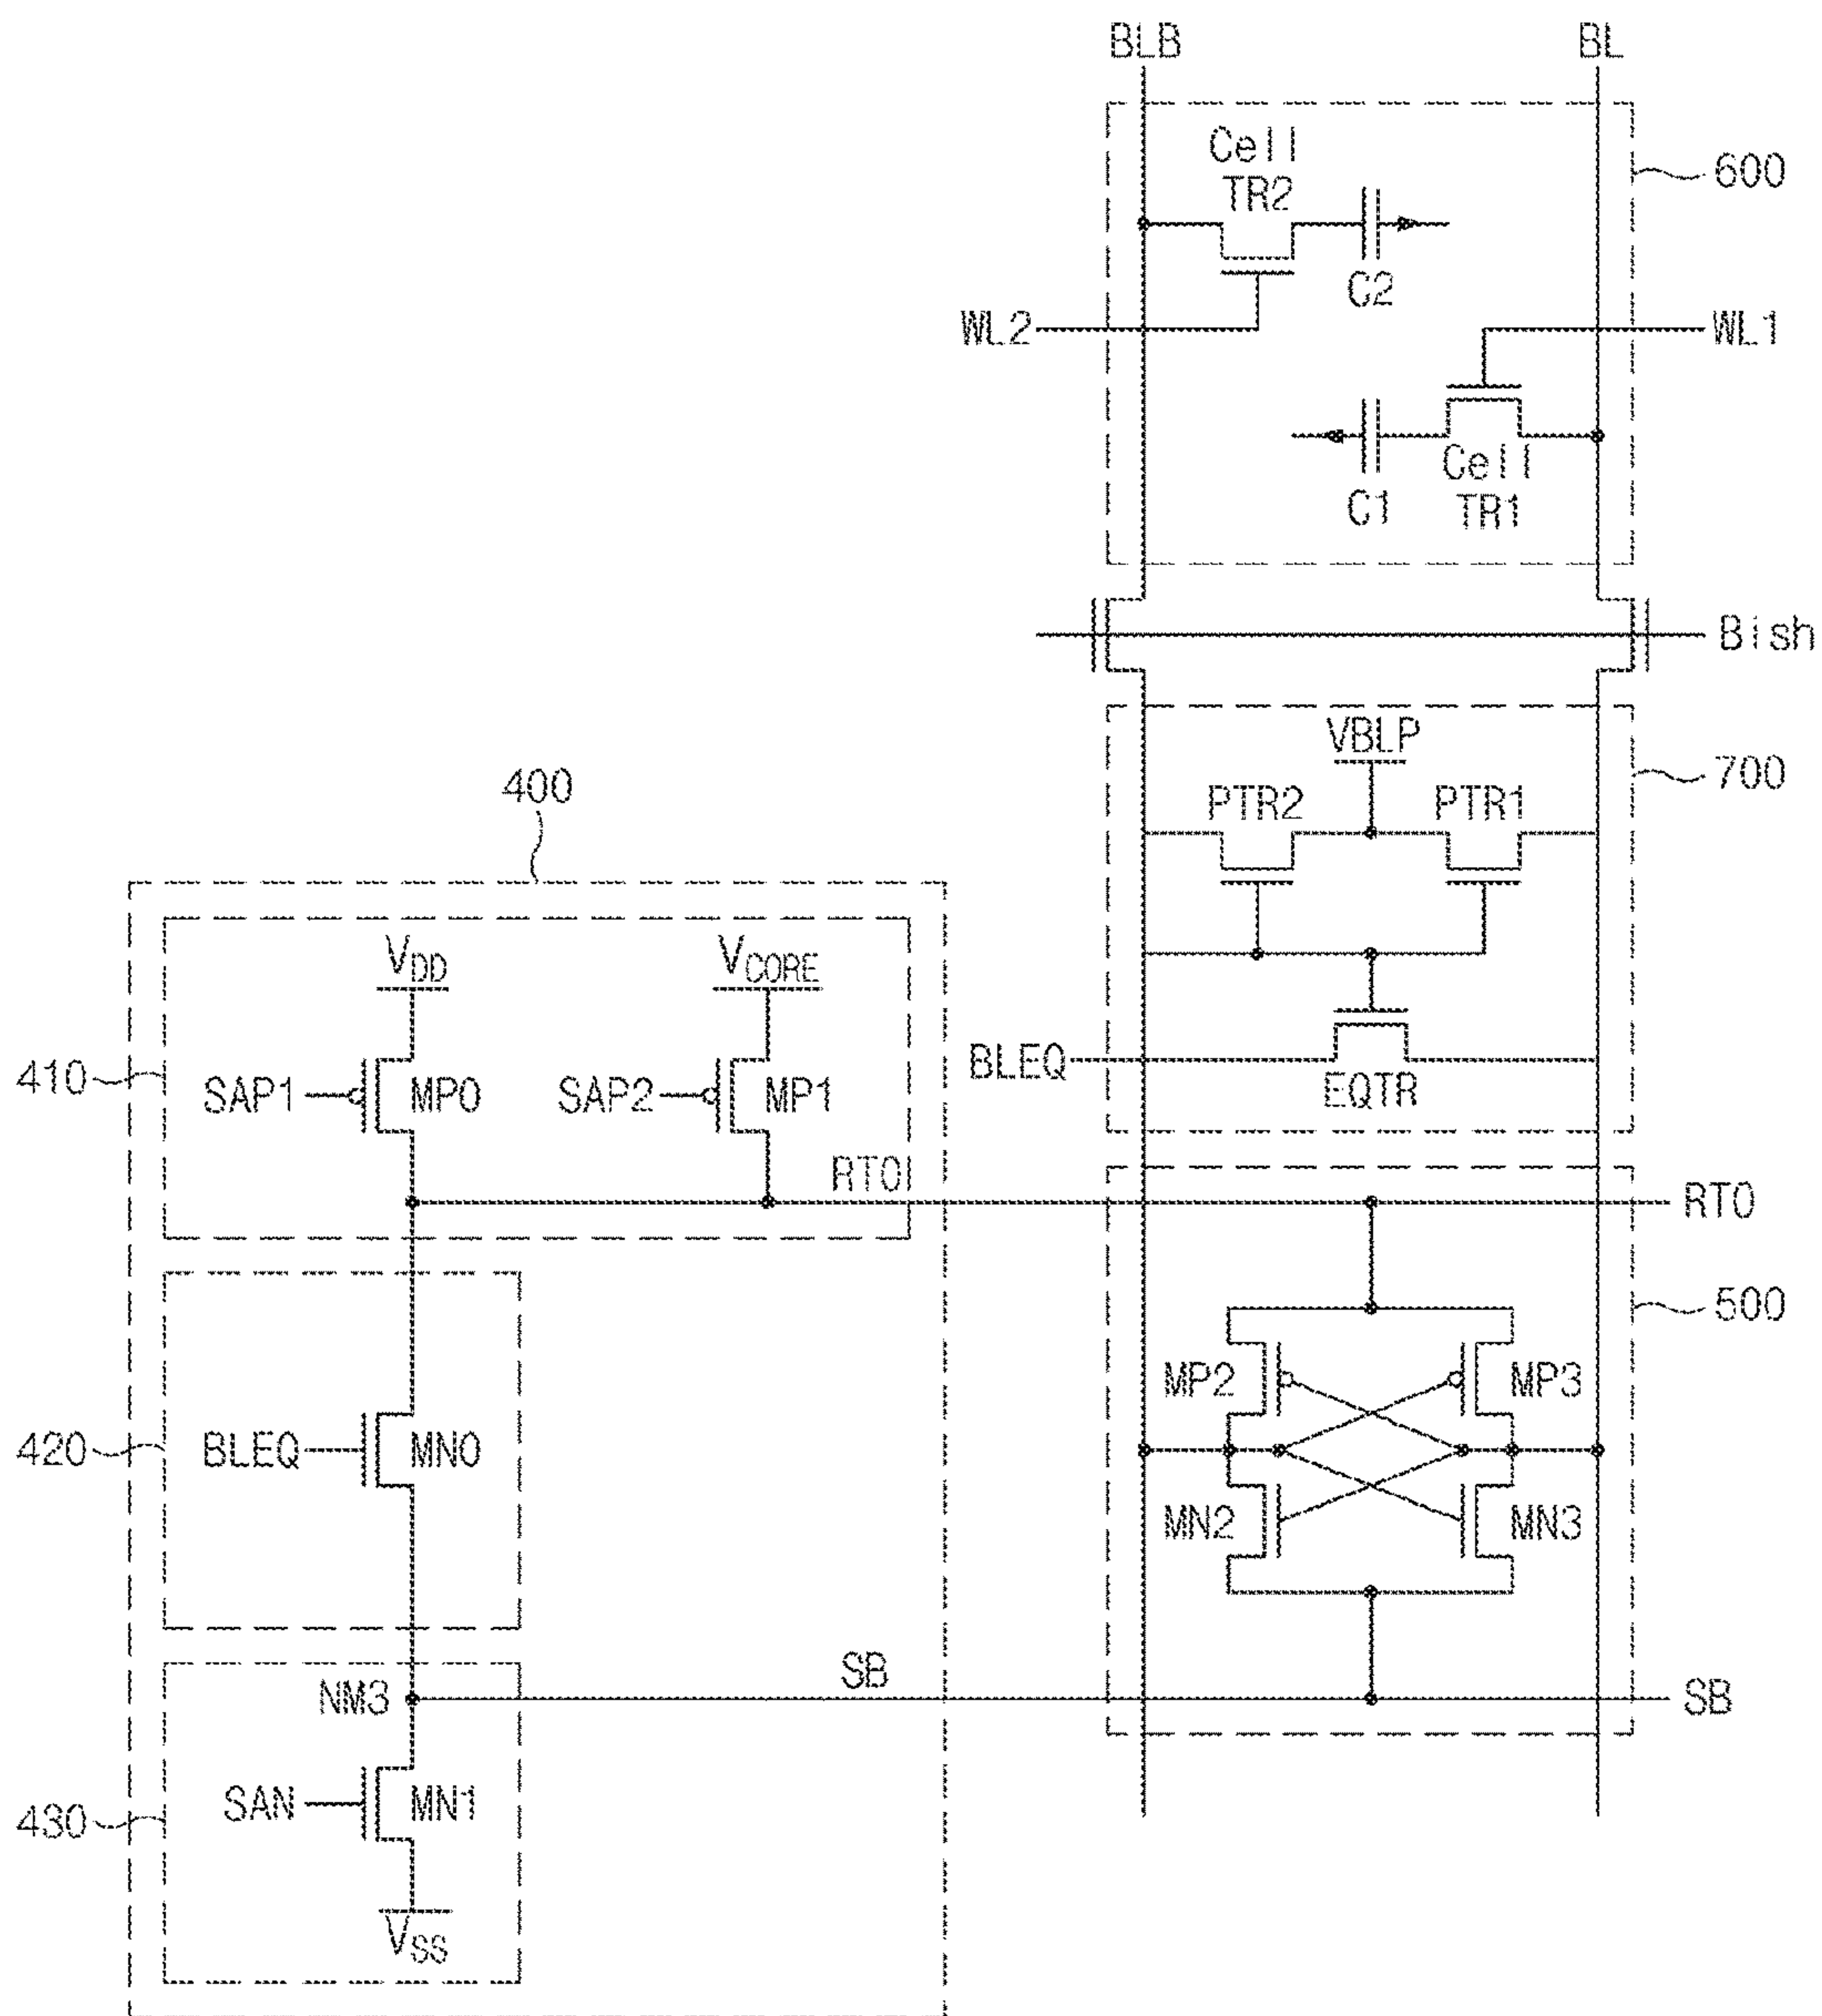 BLB
BL
Cell
TR2
600
C2
WL2
WL1
Cell
TR1
C1
Bish
VBLP
700
PTR2
PTR1
400
VDD
VCORE
410
SAP1
MP0
SAP2
MP1
BLEQ
EQTR
RTO
RTO
500
MP2
MP3
420
BLEQ
MN0
MN2
MN3
NM3
SB
SB
430
SAN
MN1
VSS